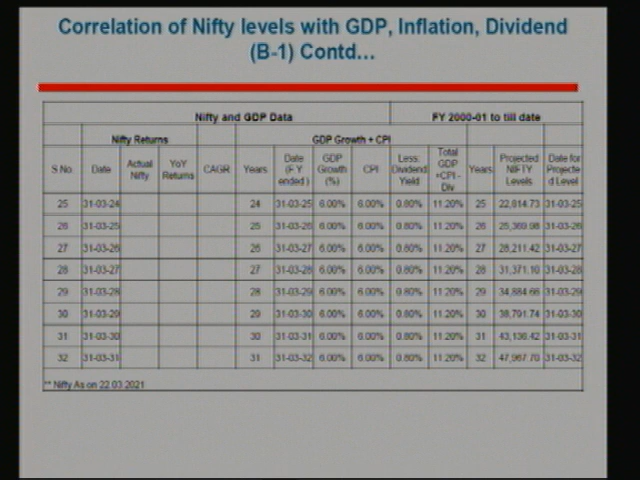 Correlation of Nifty levels with GDP, Inflation, Dividend
(B-1) Contd...
Nifty and GDP Data FY 2000-01 to till date
Nifty Returns GDP Growth + CPI
S No. Date Actual Nifty YoY Returns CAGR Years Date (F Y ended) GDP Growth (%) CPI Less: Dividend Yield Total GDP +CPI - Div Years Projected NIFTY Levels Date for Projected Level
25 31-03-24 24 31-03-25 6.00% 6.00% 0.80% 11.20% 25 22,814.73 31-03-25
26 31-03-25 25 31-03-26 6.00% 6.00% 0.80% 11.20% 26 25,369.98 31-03-26
27 31-03-26 26 31-03-27 6.00% 6.00% 0.80% 11.20% 27 28,211.42 31-03-27
28 31-03-27 27 31-03-28 6.00% 6.00% 0.80% 11.20% 28 31,371.10 31-03-28
29 31-03-28 28 31-03-29 6.00% 6.00% 0.80% 11.20% 29 34,884.66 31-03-29
30 31-03-29 29 31-03-30 6.00% 6.00% 0.80% 11.20% 30 38,791.74 31-03-30
31 31-03-30 30 31-03-31 6.00% 6.00% 0.80% 11.20% 31 43,136.42 31-03-31
32 31-03-31 31 31-03-32 6.00% 6.00% 0.80% 11.20% 32 47,967.70 31-03-32
** Nifty As on 22.03.2021